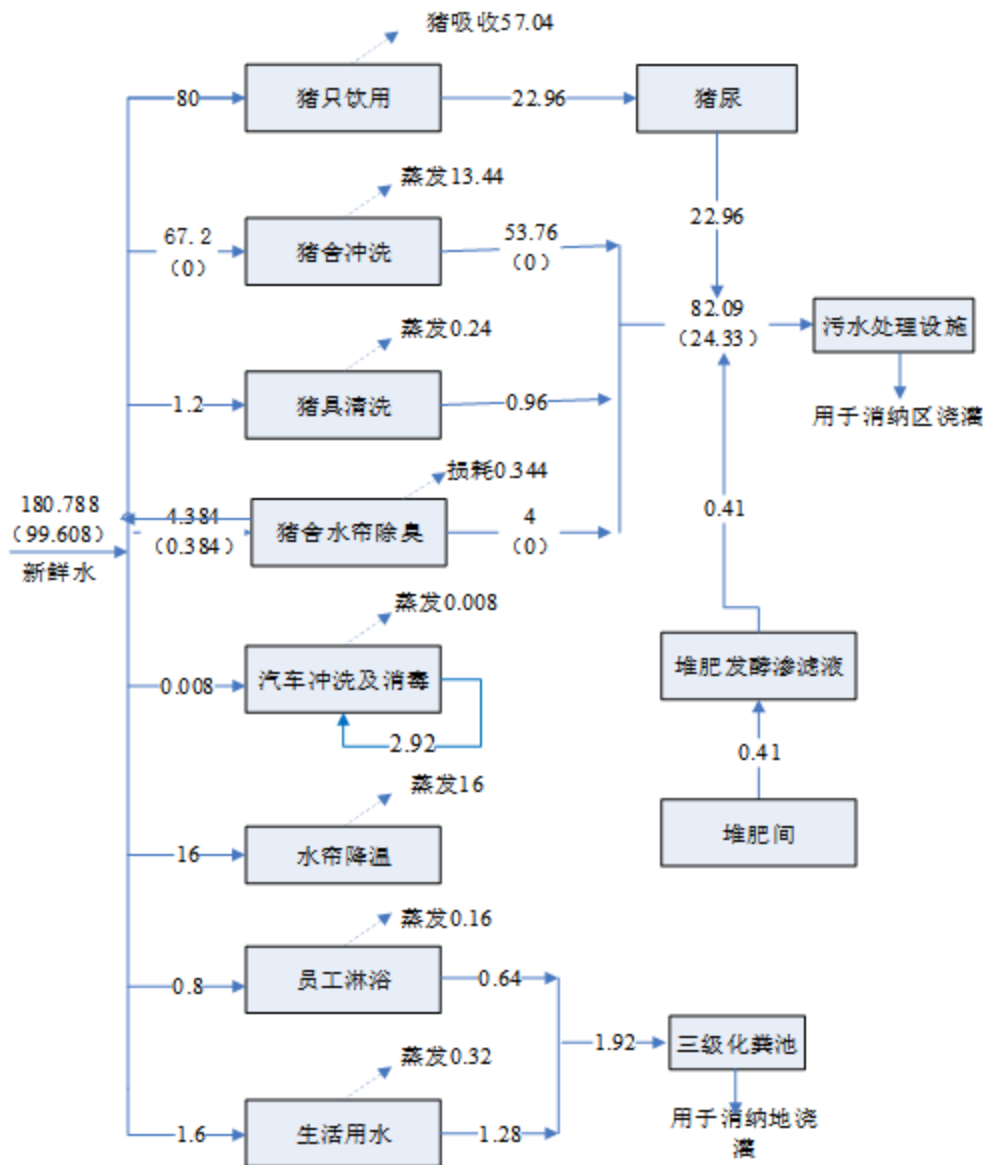 猪吸收57.04
80
猪只饮用
22.96
猪尿
蒸发13.44
22.96
67.2
（0）
猪舍冲洗
53.76
（0）
82.09
（24.33）
污水处理设施
蒸发0.24
1.2
猪具清洗
0.96
用于消纳区浇灌
损耗0.344
180.788
（99.608）
新鲜水
4.384
（0.384）
猪舍水帘除臭
4
（0）
0.41
蒸发0.008
0.008
汽车冲洗及消毒
2.92
堆肥发酵渗滤液
0.41
蒸发16
16
水帘降温
堆肥间
蒸发0.16
0.8
员工淋浴
0.64
1.92
三级化粪池
蒸发0.32
1.6
生活用水
1.28
用于消纳地浇
灌